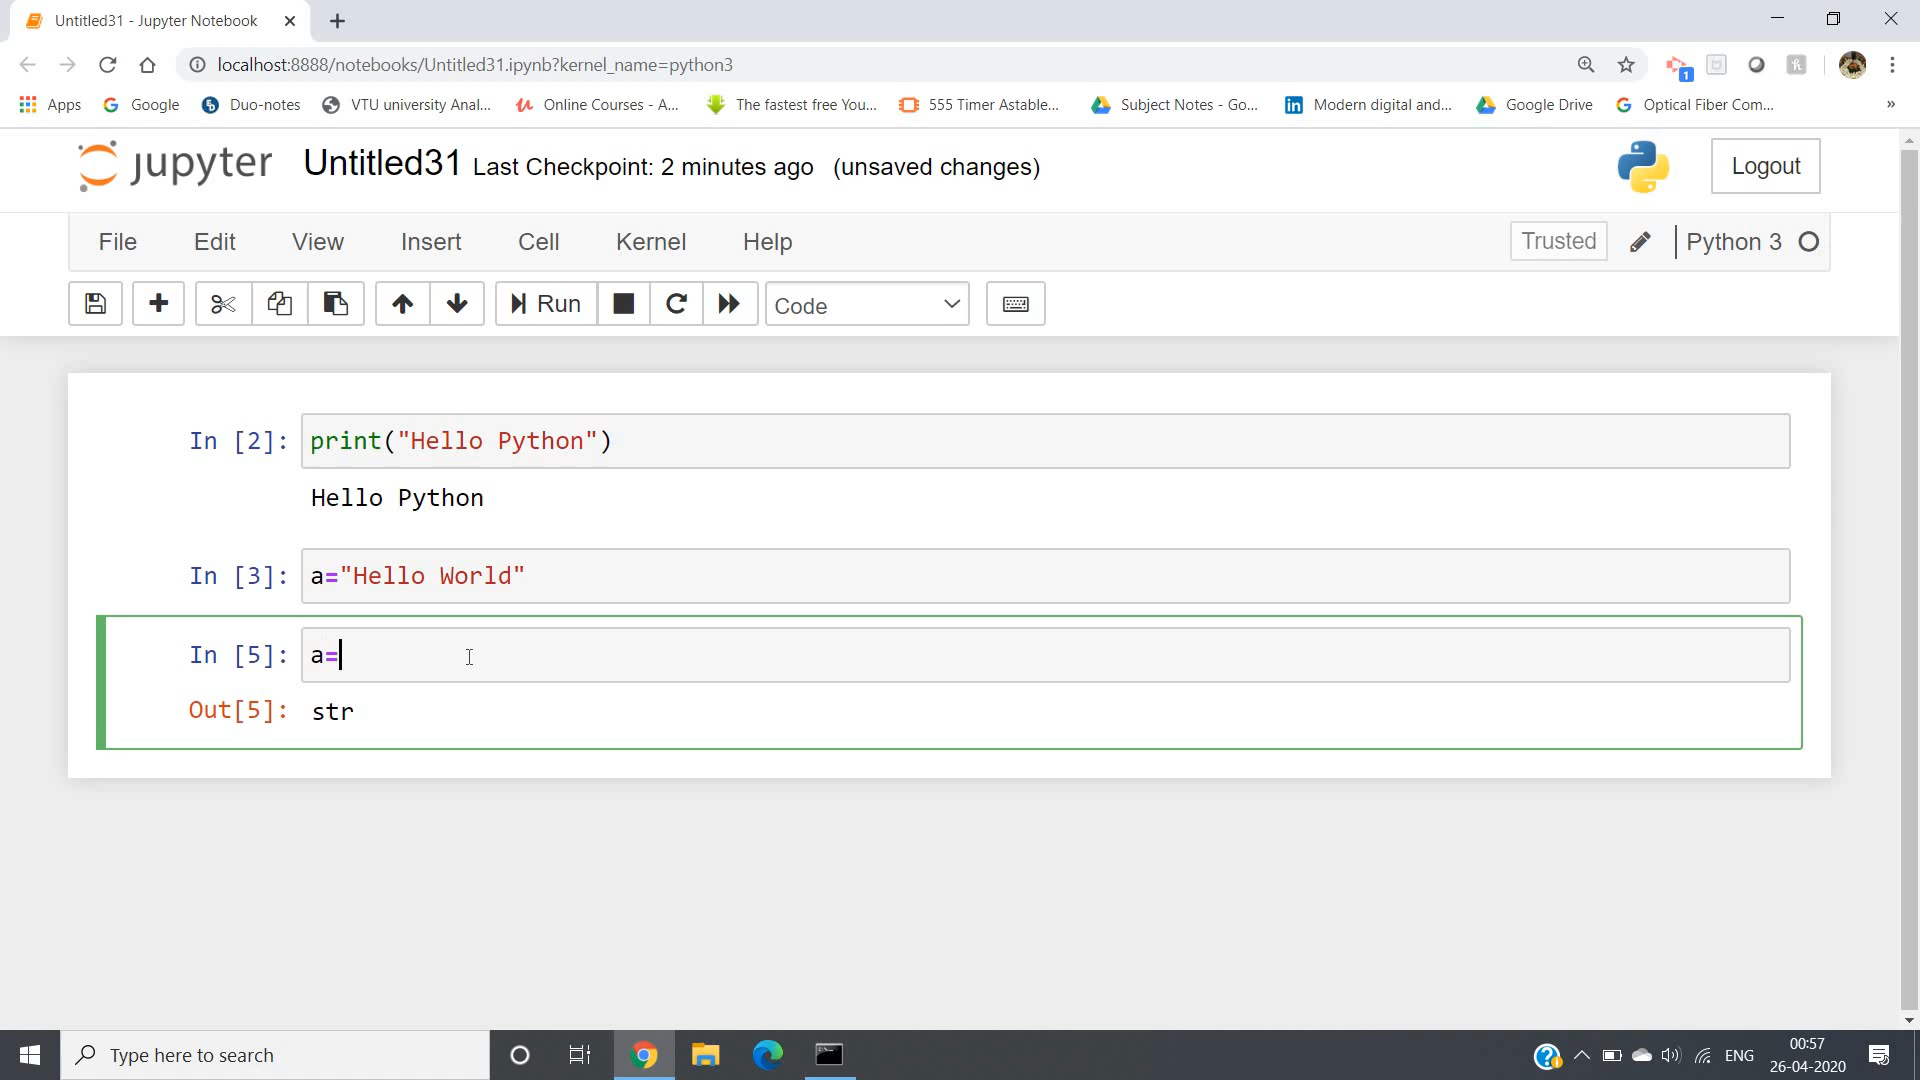 Untitled31 - Jupyter Notebook
localhost:8888/notebooks/Untitled31.ipynb?kernel_name=python3
1
Apps Google Duo-notes VTU university Anal... Online Courses - A... The fastest free You... 555 Timer Astable... Subject Notes - Go... Modern digital and... Google Drive Optical Fiber Com... »
jupyter Untitled31 Last Checkpoint: 2 minutes ago (unsaved changes) Logout
File Edit View Insert Cell Kernel Help Trusted Python 3
Run Code
In [2]: print("Hello Python")
Hello Python
In [3]: a="Hello World"
In [5]: a=
Out[5]: str
Type here to search
ENG
00:57
26-04-2020